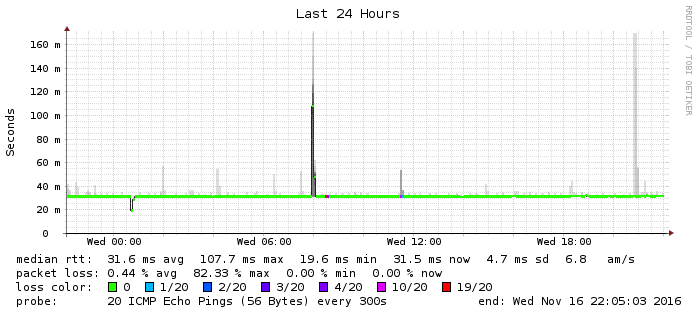 Last 24 Hours
RRDTOOL / TOBI OETIKER
Seconds
160 m
140 m
120 m
100 m
80 m
60 m
40 m
20 m
0
Wed 00:00 Wed 06:00 Wed 12:00 Wed 18:00
median rtt: 31.6 ms avg 107.7 ms max 19.6 ms min 31.5 ms now 4.7 ms sd 6.8 am/s
packet loss: 0.44 % avg 82.33 % max 0.00 % min 0.00 % now
loss color: 0 1/20 2/20 3/20 4/20 10/20 19/20
probe: 20 ICMP Echo Pings (56 Bytes) every 300s end: Wed Nov 16 22:05:03 2016